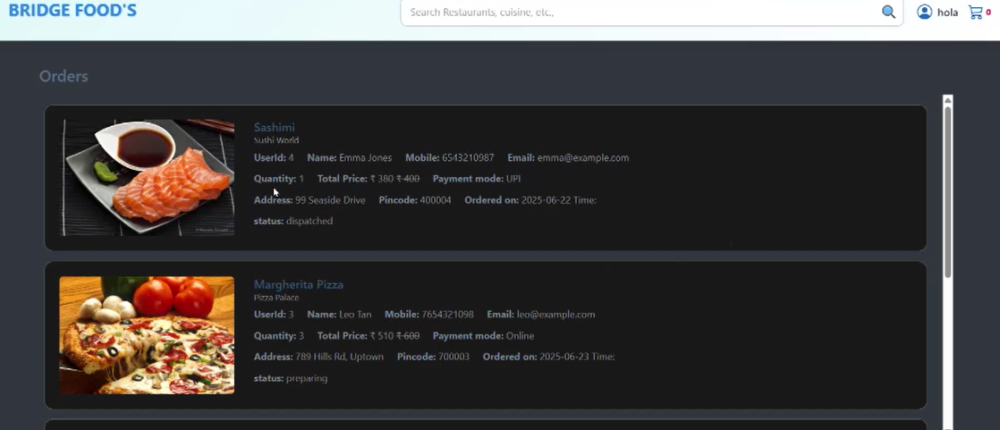 BRIDGE FOOD'S
Search Restaurants, cuisine, etc.,
hola
0
Orders
Sashimi
Sushi World
UserId: 4 Name: Emma Jones Mobile: 6543210987 Email: emma@example.com
Quantity: 1 Total Price: ₹ 380 ₹ 400 Payment mode: UPI
Address: 99 Seaside Drive Pincode: 400004 Ordered on: 2025-06-22 Time:
status: dispatched
Margherita Pizza
Pizza Palace
UserId: 3 Name: Leo Tan Mobile: 7654321098 Email: leo@example.com
Quantity: 3 Total Price: ₹ 510 ₹ 600 Payment mode: Online
Address: 789 Hills Rd, Uptown Pincode: 700003 Ordered on: 2025-06-23 Time:
status: preparing